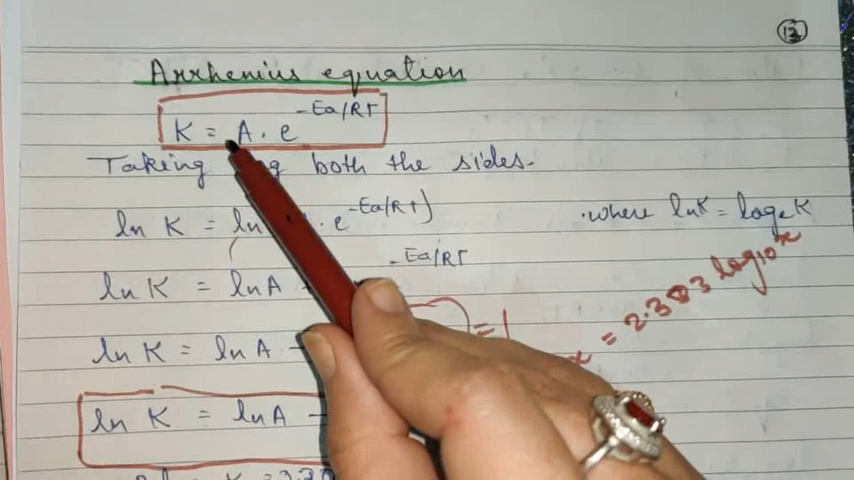 12
Arrhenius equation
K = A . e^-Ea/RT
Taking both the sides.
ln K = ln . e^-Ea/RT)
where lnK = logeK
ln K = lnA -Ea/RT
= 2.303 log10 x
ln K = lnA - = 1
ln K = lnA -